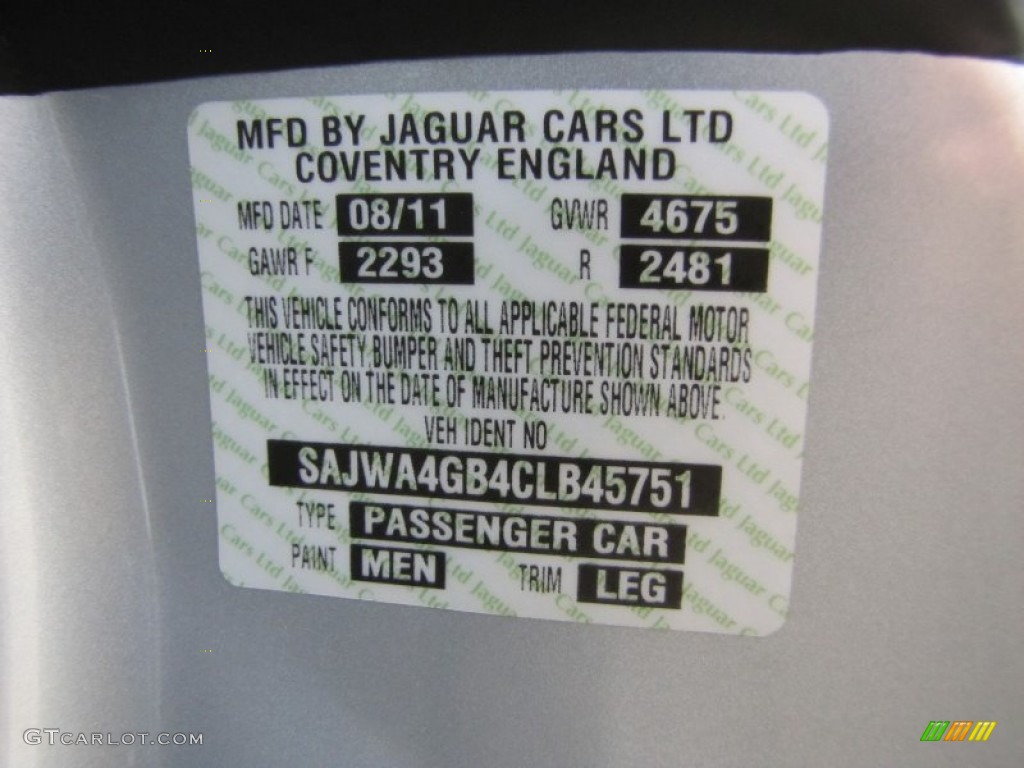 MFD BY JAGUAR CARS LTD
COVENTRY ENGLAND
MFD DATE 08/11 GVWR 4675
GAWR F 2293 R 2481
THIS VEHICLE CONFORMS TO ALL APPLICABLE FEDERAL MOTOR
VEHICLE SAFETY, BUMPER AND THEFT PREVENTION STANDARDS
IN EFFECT ON THE DATE OF MANUFACTURE SHOWN ABOVE.
VEH IDENT NO
SAJWA4GB4CLB45751
TYPE PASSENGER CAR
PAINT MEN TRIM LEG
GTCARLOT.COM